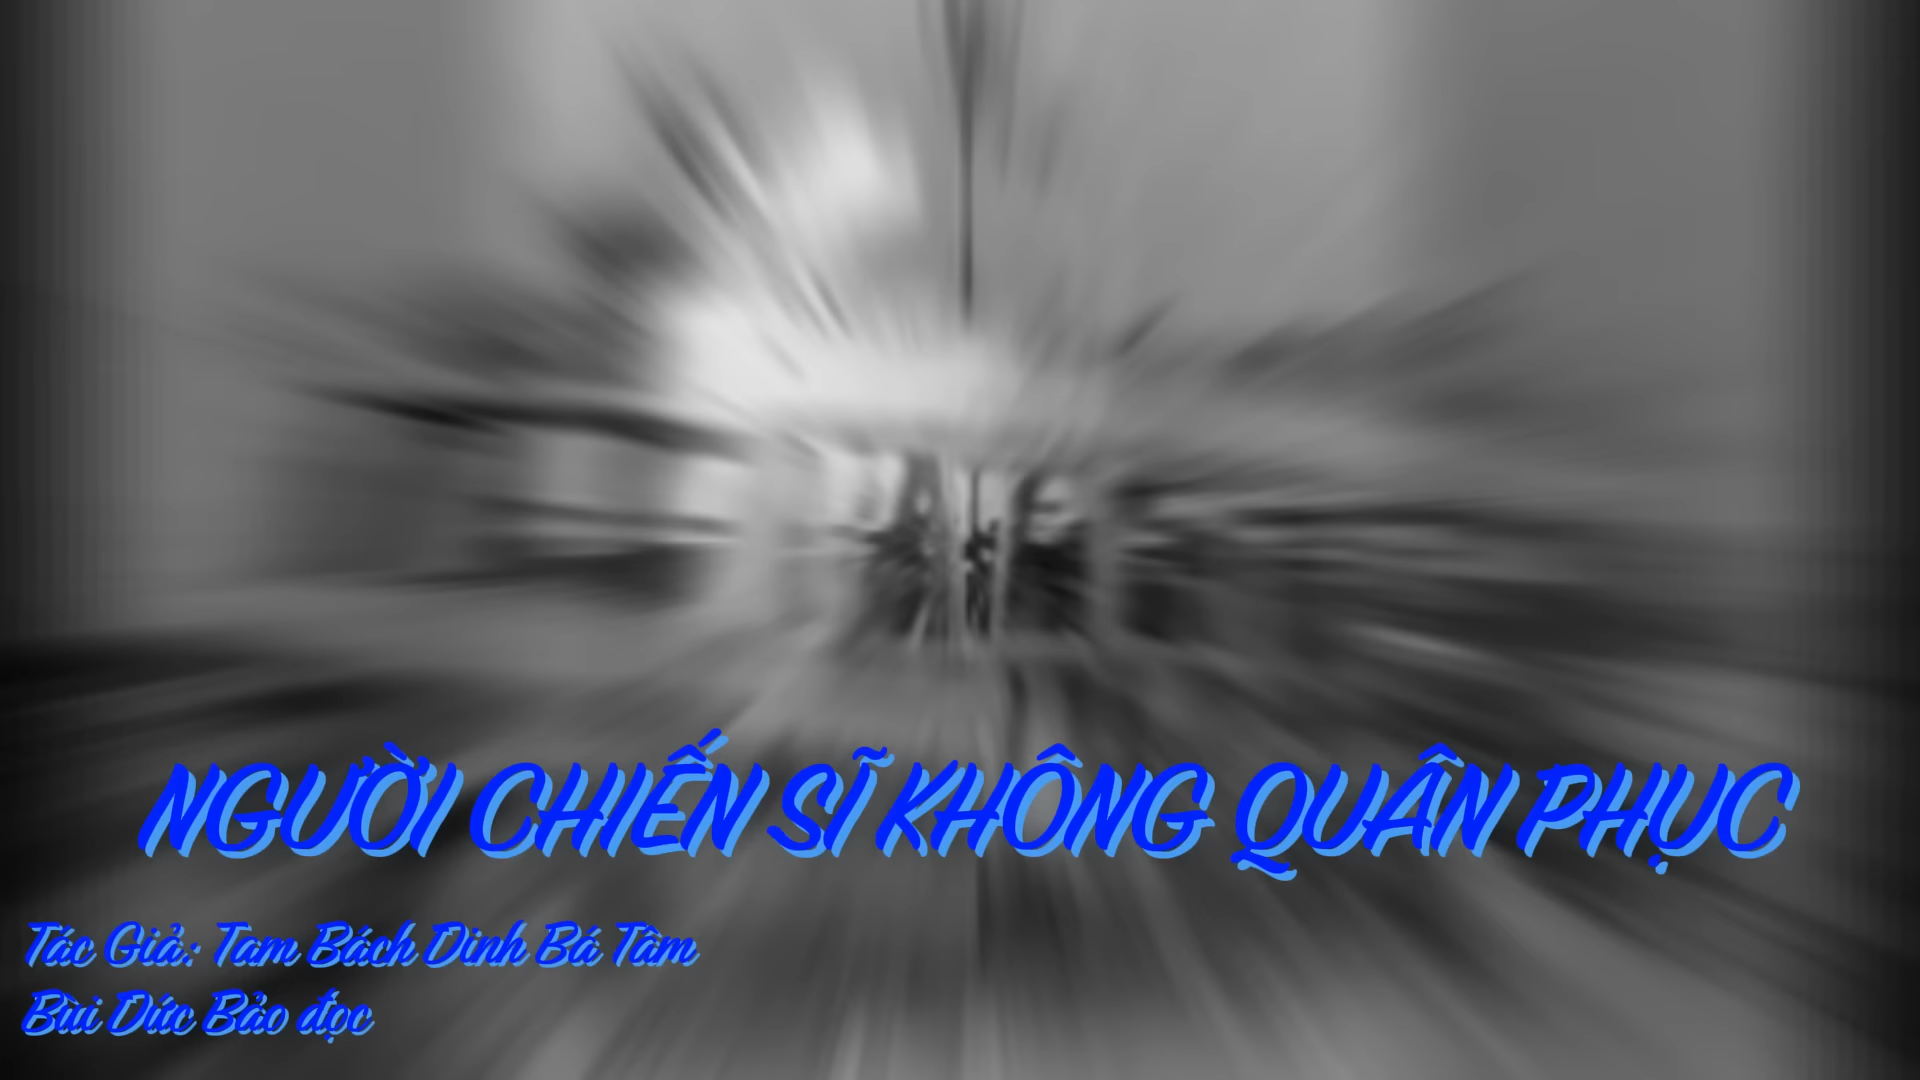 NGƯỜI CHIẾN SĨ KHÔNG QUÂN PHỤC
Tác Giả: Tam Bách Đinh Bá Tâm
Bùi Đức Bảo đọc